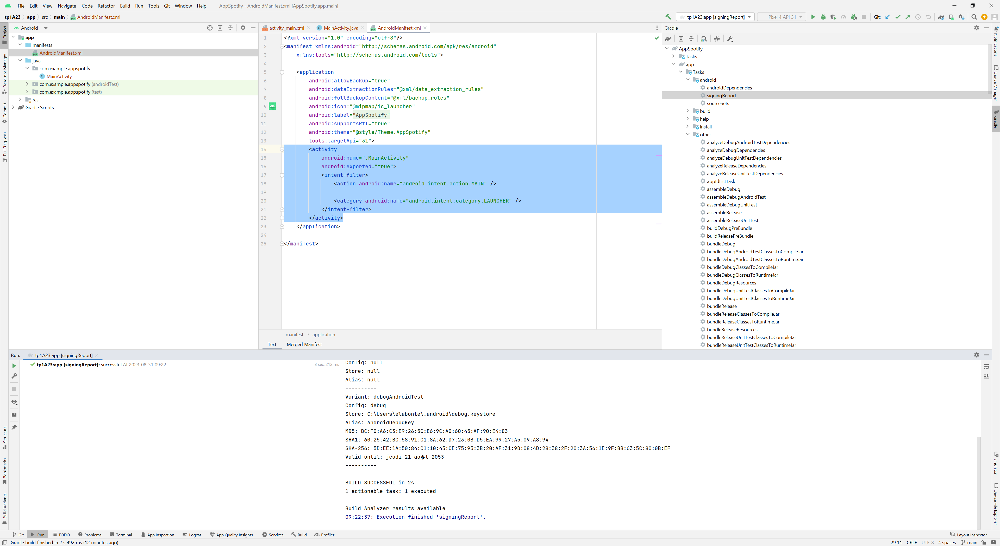 File Edit View Navigate Code Refactor Build Run Tools Git Window Help AppSpotify - AndroidManifest.xml [AppSpotify.app.main]
tp1A23 app src main AndroidManifest.xml
tp1A23:app [signingReport] Pixel 4 API 31 Git:
Project
Resource Manager
Commit
Pull Requests
Android
app
manifests
AndroidManifest.xml
java
com.example.appspotify
MainActivity
com.example.appspotify (androidTest)
com.example.appspotify (test)
res
Gradle Scripts
activity_main.xml MainActivity.java AndroidManifest.xml
1 <?xml version="1.0" encoding="utf-8"?>
2 <manifest xmlns:android="http://schemas.android.com/apk/res/android"
3 xmlns:tools="http://schemas.android.com/tools">
4
5 <application
6 android:allowBackup="true"
7 android:dataExtractionRules="@xml/data_extraction_rules"
8 android:fullBackupContent="@xml/backup_rules"
9 android:icon="@mipmap/ic_launcher"
10 android:label="AppSpotify"
11 android:supportsRtl="true"
12 android:theme="@style/Theme.AppSpotify"
13 tools:targetApi="31">
14 <activity
15 android:name=".MainActivity"
16 android:exported="true">
17 <intent-filter>
18 <action android:name="android.intent.action.MAIN" />
19
20 <category android:name="android.intent.category.LAUNCHER" />
21 </intent-filter>
22 </activity>
23 </application>
24
25 </manifest>
manifest application
Text Merged Manifest
Gradle
AppSpotify
Tasks
app
Tasks
android
androidDependencies
signingReport
sourceSets
build
help
install
other
analyzeDebugAndroidTestDependencies
analyzeDebugDependencies
analyzeDebugUnitTestDependencies
analyzeReleaseDependencies
analyzeReleaseUnitTestDependencies
appIdListTask
assembleDebug
assembleDebugAndroidTest
assembleDebugUnitTest
assembleRelease
assembleReleaseUnitTest
buildDebugPreBundle
buildReleasePreBundle
bundleDebug
bundleDebugAndroidTestClassesToCompileJar
bundleDebugAndroidTestClassesToRuntimeJar
bundleDebugClassesToCompileJar
bundleDebugClassesToRuntimeJar
bundleDebugResources
bundleDebugUnitTestClassesToCompileJar
bundleDebugUnitTestClassesToRuntimeJar
bundleRelease
bundleReleaseClassesToCompileJar
bundleReleaseClassesToRuntimeJar
bundleReleaseResources
bundleReleaseUnitTestClassesToCompileJar
bundleReleaseUnitTestClassesToRuntimeJar
Notifications
Device Manager
Gradle
Run: tp1A23:app [signingReport]
tp1A23:app [signingReport]: successful At 2023-08-31 09:22 3 sec, 212 ms
Config: null
Store: null
Alias: null
----------
Variant: debugAndroidTest
Config: debug
Store: C:\Users\elabonte\.android\debug.keystore
Alias: AndroidDebugKey
MD5: BC:F0:A6:C3:E9:26:5C:E6:9C:A0:60:45:AF:90:E4:83
SHA1: 60:25:42:BC:58:91:C1:8A:62:D7:23:0B:D5:EA:99:27:A5:09:A8:94
SHA-256: 5D:EE:1A:50:84:C1:10:45:CE:75:95:3B:20:AF:31:9D:08:4D:28:38:2F:20:3A:56:1E:9F:BB:63:5C:80:0B:EF
Valid until: jeudi 21 ao�t 2053
----------
BUILD SUCCESSFUL in 2s
1 actionable task: 1 executed
Build Analyzer results available
09:22:37: Execution finished 'signingReport'.
Structure
Bookmarks
Build Variants
Emulator
Device File Explorer
Git Run TODO Problems Terminal App Inspection Logcat App Quality Insights Services Build Profiler Layout Inspector
Gradle build finished in 2 s 492 ms (12 minutes ago) 29:11 CRLF UTF-8 4 spaces main